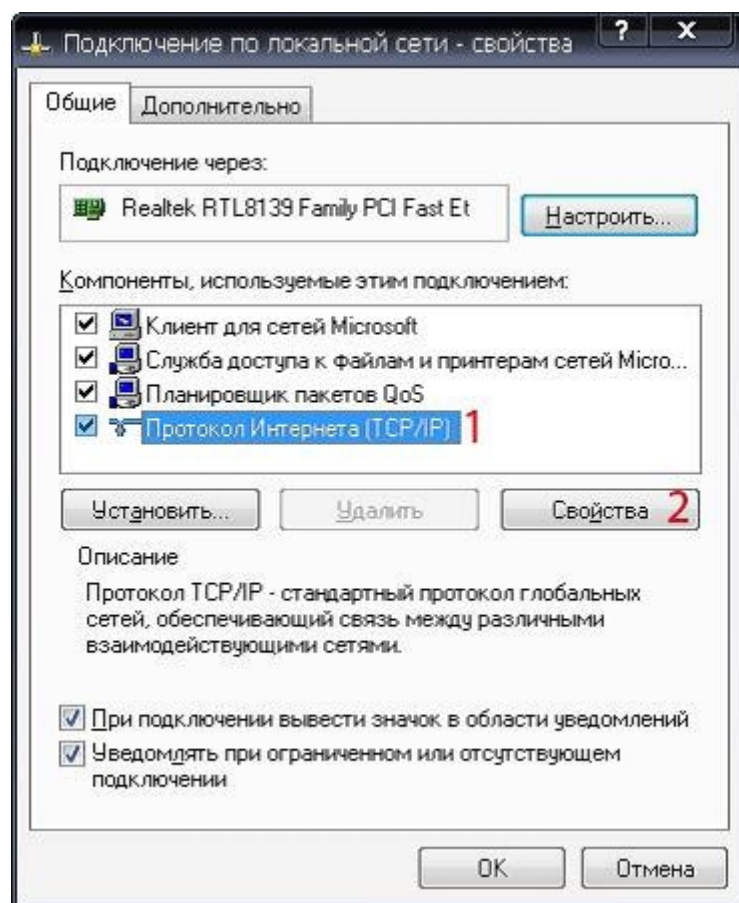 Подключение по локальной сети - свойства
Общие
Дополнительно
Подключение через:
Realtek RTL8139 Family PCI Fast Et
Настроить...
Компоненты, используемые этим подключением:
Клиент для сетей Microsoft
Служба доступа к файлам и принтерам сетей Micro...
Планировщик пакетов QoS
Протокол Интернета (TCP/IP) 1
Установить...
Удалить
Свойства 2
Описание
Протокол TCP/IP - стандартный протокол глобальных
сетей, обеспечивающий связь между различными
взаимодействующими сетями.
При подключении вывести значок в области уведомлений
Уведомлять при ограниченном или отсутствующем
подключении
OK
Отмена